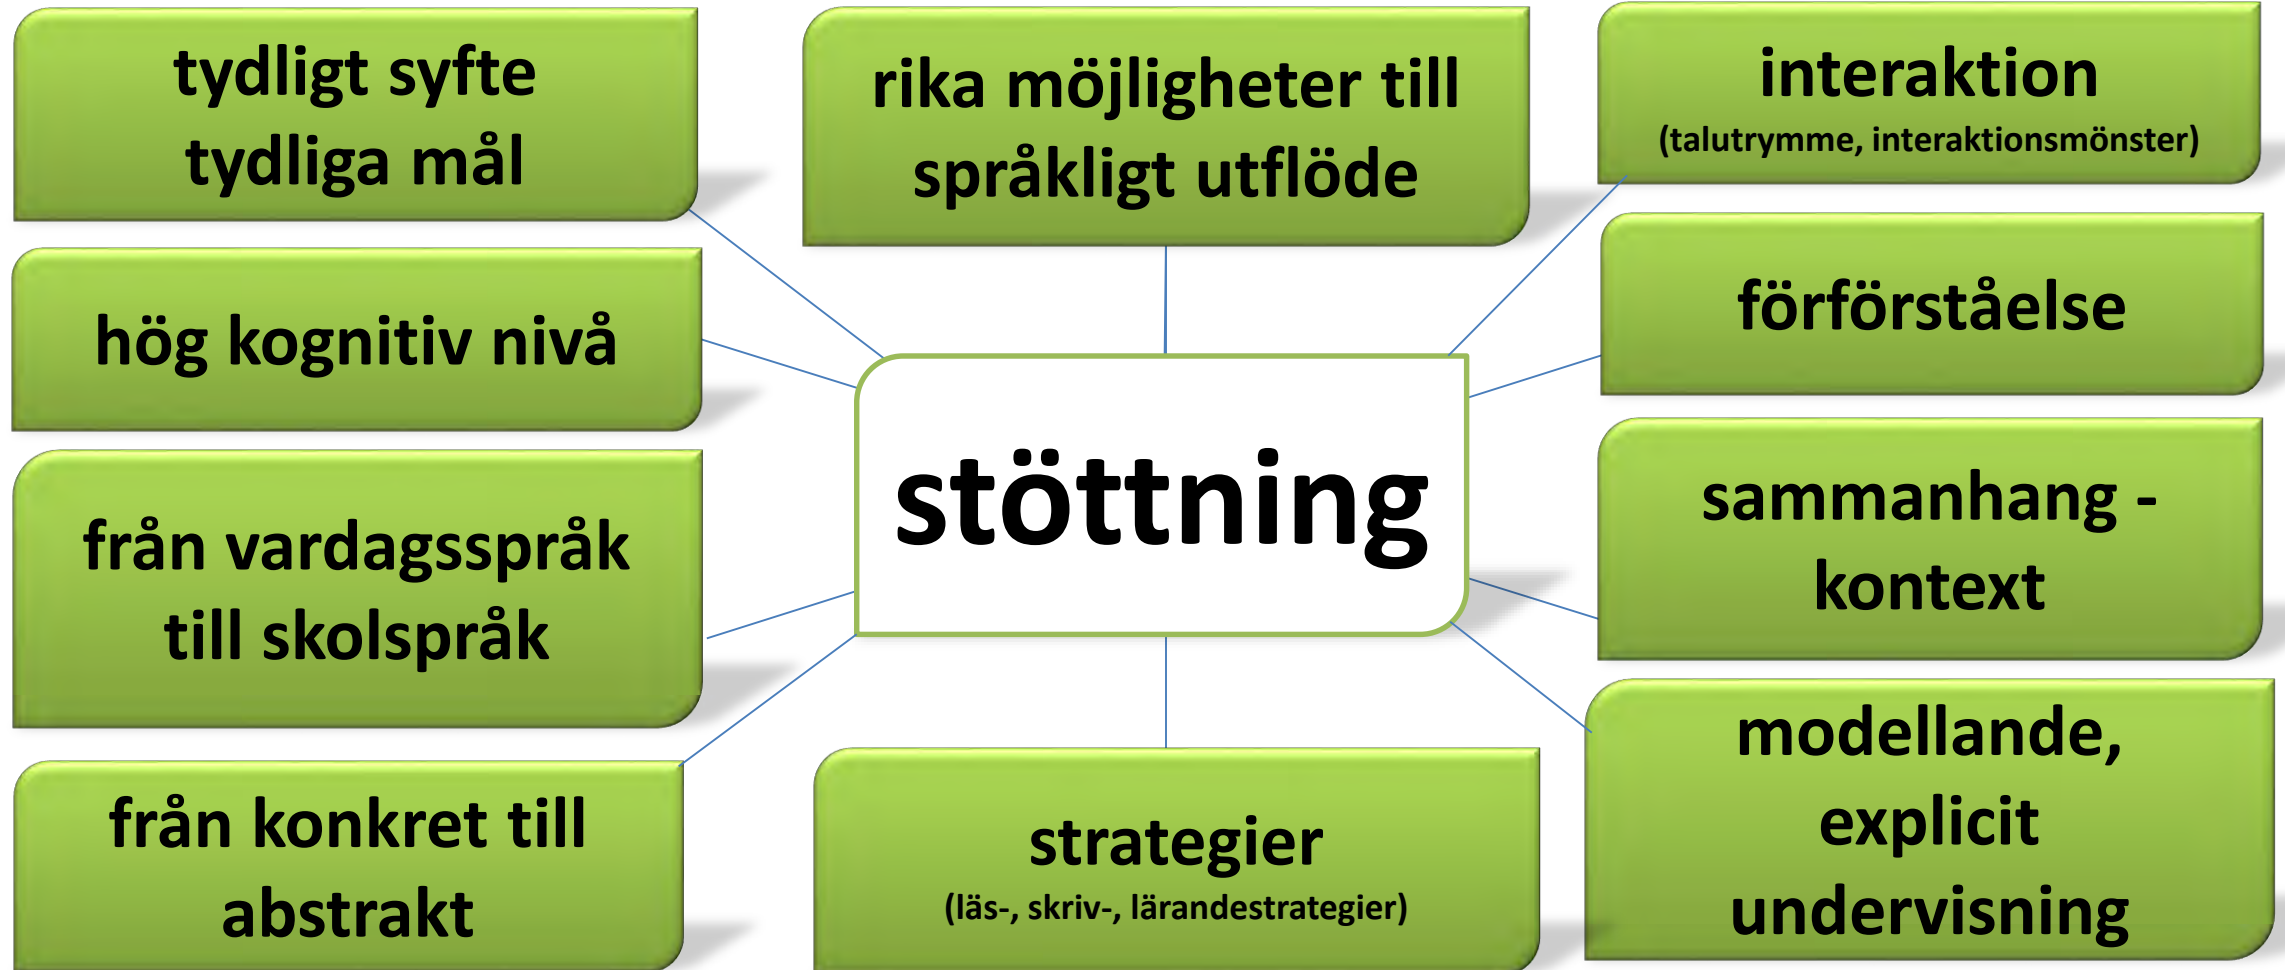 tydligt syfte
tydliga mål
rika möjligheter till
språkligt utflöde
interaktion
(talutrymme, interaktionsmönster)
hög kognitiv nivå
förförståelse
stöttning
från vardagsspråk
till skolspråk
sammanhang -
kontext
från konkret till
abstrakt
strategier
(läs-, skriv-, lärandestrategier)
modellande,
explicit
undervisning